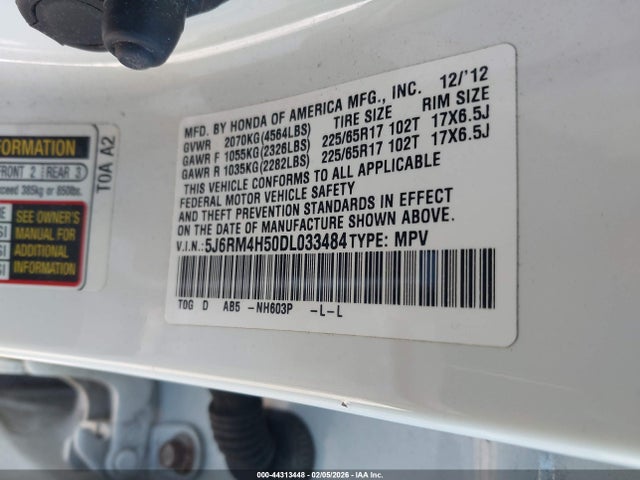 MFD. BY HONDA OF AMERICA MFG., INC. 12/'12
GVWR 2070KG(4564LBS) TIRE SIZE RIM SIZE
GAWR F 1055KG(2326LBS) 225/65R17 102T 17X6.5J
GAWR R 1035KG(2282LBS) 225/65R17 102T 17X6.5J
THIS VEHICLE CONFORMS TO ALL APPLICABLE
FEDERAL MOTOR VEHICLE SAFETY
AND THEFT PREVENTION STANDARDS IN EFFECT
ON THE DATE OF MANUFACTURE SHOWN ABOVE.
V.I.N.: 5J6RM4H50DL033484 TYPE: MPV
T0G D AB5 -NH603P -L-L
T0A A2
FORMATION
FRONT 2 REAR 3
xceed 385kg or 850lbs.
SEE OWNER'S
MANUAL FOR
ADDITIONAL
INFORMATION
000-44313448 - 02/05/2026 - IAA, Inc.